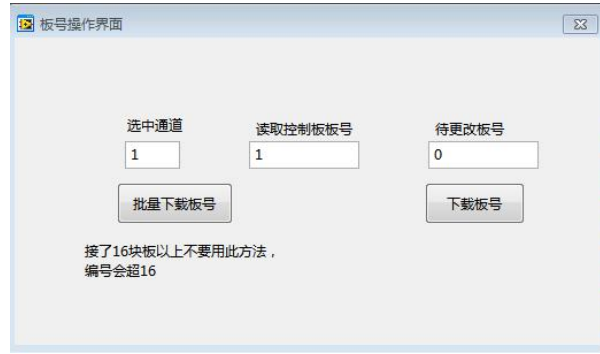 板号操作界面
选中通道
读取控制板板号
待更改板号
1
1
0
批量下载板号
下载板号
接了16块板以上不要用此方法，
编号会超16